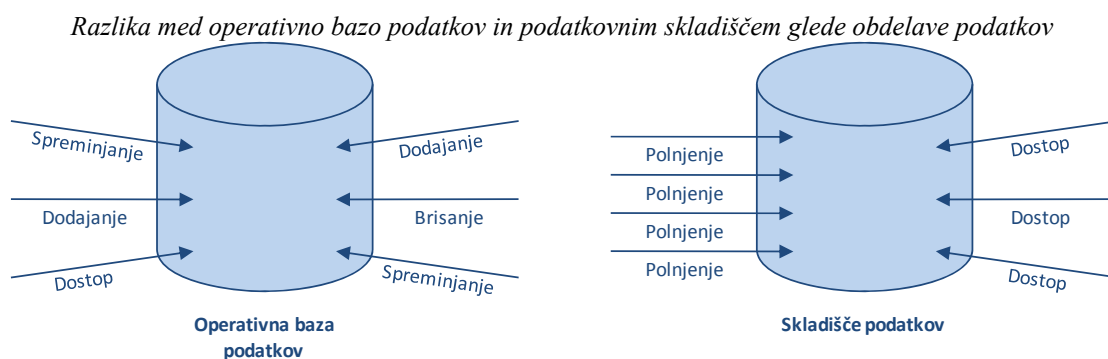 Razlika med operativno bazo podatkov in podatkovnim skladiščem glede obdelave podatkov
Spreminjanje
Dodajanje
Dostop
Dodajanje
Brisanje
Spreminjanje
Operativna baza
podatkov
Polnjenje
Polnjenje
Polnjenje
Polnjenje
Dostop
Dostop
Dostop
Skladišče podatkov